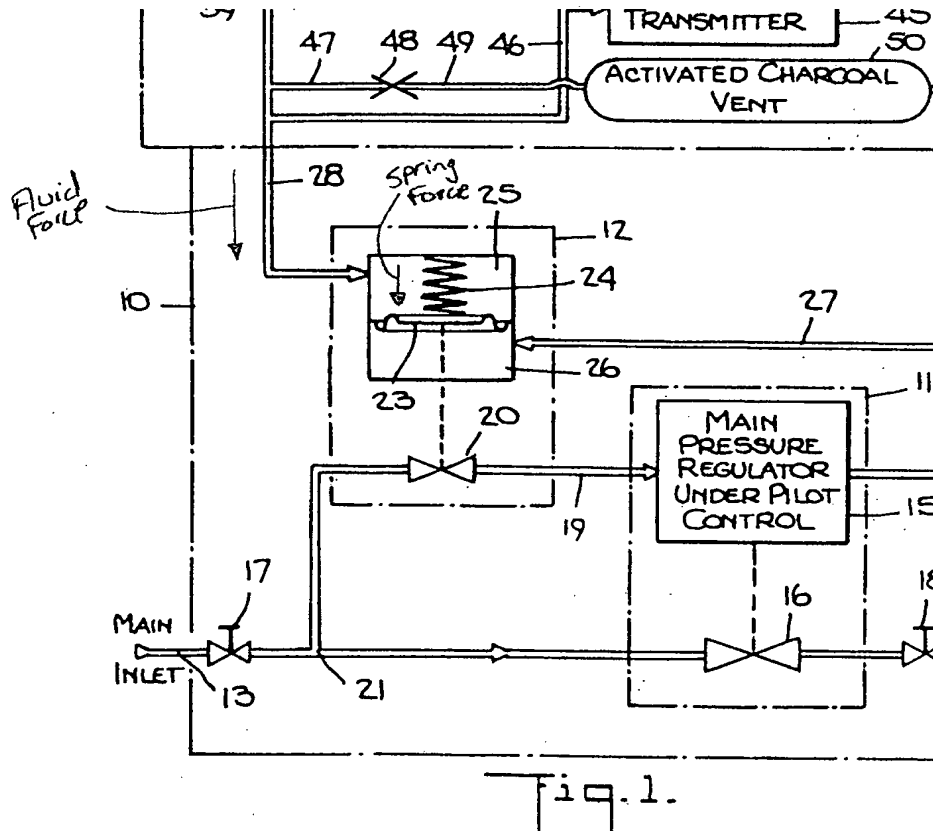 TRANSMITTER
45
47
48
49
46
50
ACTIVATED CHARCOAL
VENT
28
Fluid
Force
Spring
Force
25
12
24
10
27
23
26
11
20
MAIN
PRESSURE
REGULATOR
UNDER PILOT
CONTROL
15
19
17
16
18
MAIN
INLET
13
21
Fig. 1.